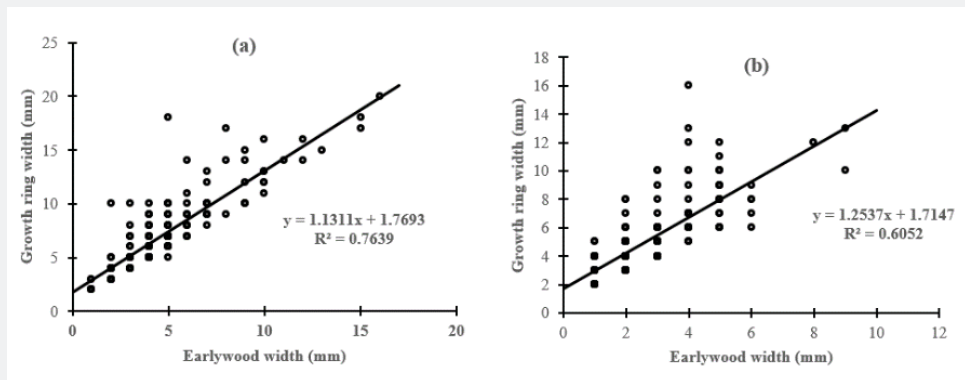 (a)
25
20
15
10
5
0
0 5 10 15 20
Growth ring width (mm)
Earlywood width (mm)
y = 1.1311x + 1.7693
R² = 0.7639
(b)
18
16
14
12
10
8
6
4
2
0
0 2 4 6 8 10 12
Growth ring width (mm)
Earlywood width (mm)
y = 1.2537x + 1.7147
R² = 0.6052